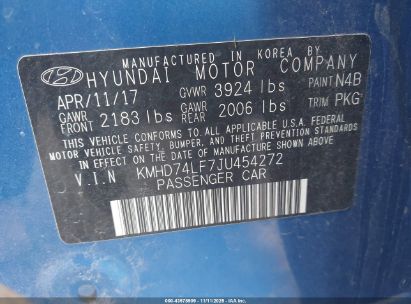 MANUFACTURED IN KOREA BY
HYUNDAI MOTOR COMPANY
APR/11/17 GVWR 3924 lbs PAINT N4B
GAWR FRONT 2183 lbs GAWR REAR 2006 lbs TRIM PKG
THIS VEHICLE CONFORMS TO ALL APPLICABLE U.S.A. FEDERAL
MOTOR VEHICLE SAFETY, BUMPER, AND THEFT PREVENTION STANDARDS
IN EFFECT ON THE DATE OF MANUFACTURE SHOWN ABOVE.
V.I.N KMHD74LF7JU454272
PASSENGER CAR